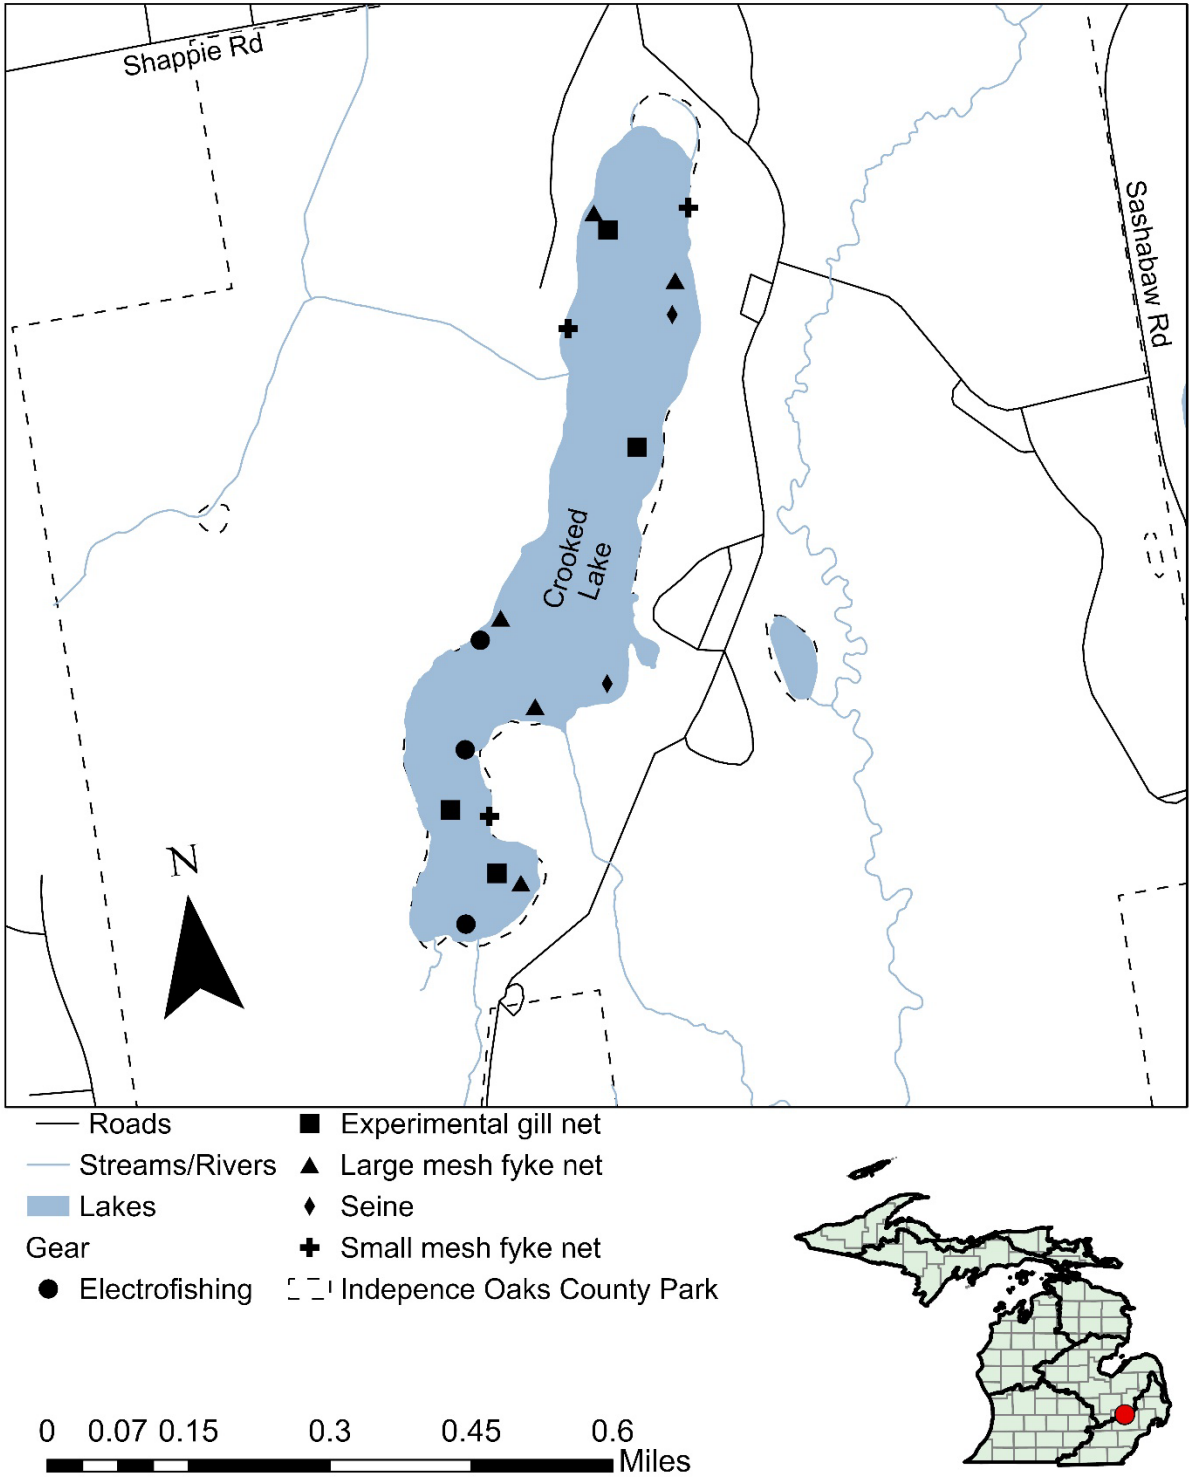 Shappie Rd
Sashabaw Rd
Crooked
Lake
N
Roads
Streams/Rivers
Lakes
Gear
Electrofishing
Experimental gill net
Large mesh fyke net
Seine
Small mesh fyke net
Indepence Oaks County Park
0 0.07 0.15 0.3 0.45 0.6
Miles